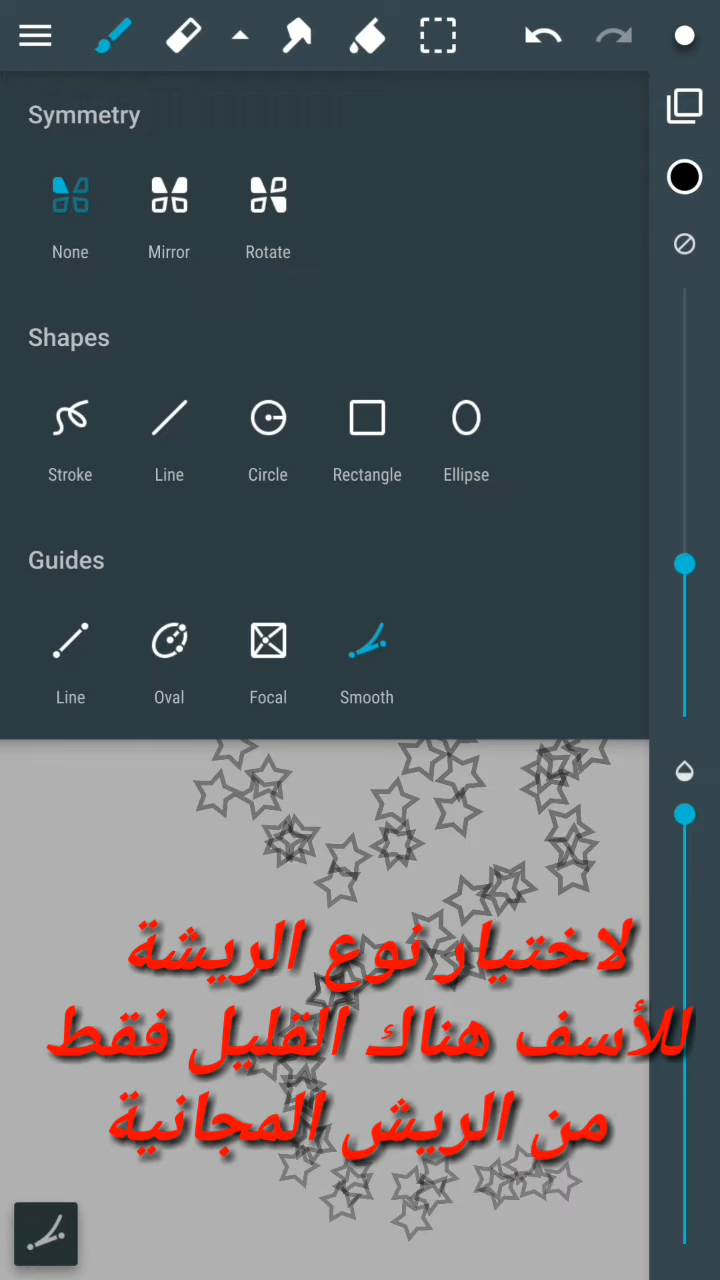 Symmetry
None Mirror Rotate
Shapes
Stroke Line Circle Rectangle Ellipse
Guides
Line Oval Focal Smooth
لاختيار نوع الريشة
للأسف هناك القليل فقط
من الريش المجانية